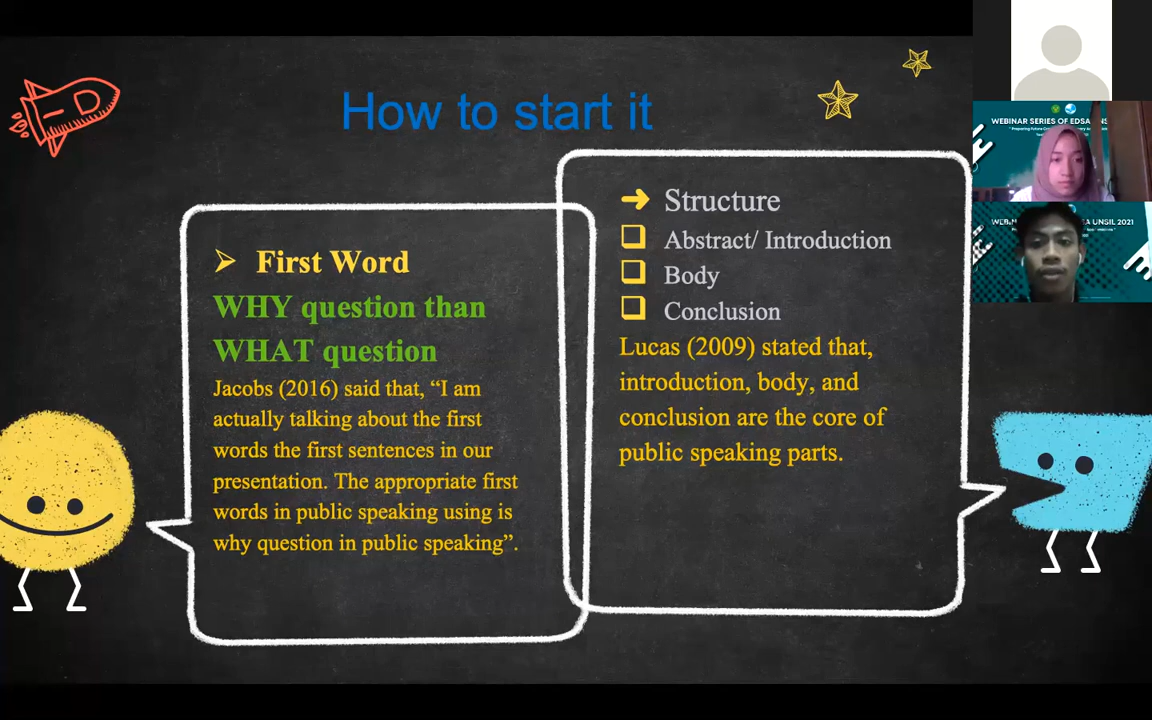 How to start it
First Word
WHY question than
WHAT question
Jacobs (2016) said that, “I am
actually talking about the first
words the first sentences in our
presentation. The appropriate first
words in public speaking using is
why question in public speaking”.
Structure
Abstract/ Introduction
Body
Conclusion
Lucas (2009) stated that,
introduction, body, and
conclusion are the core of
public speaking parts.
WEBINAR SERIES OF EDSA
UNSIL 2021